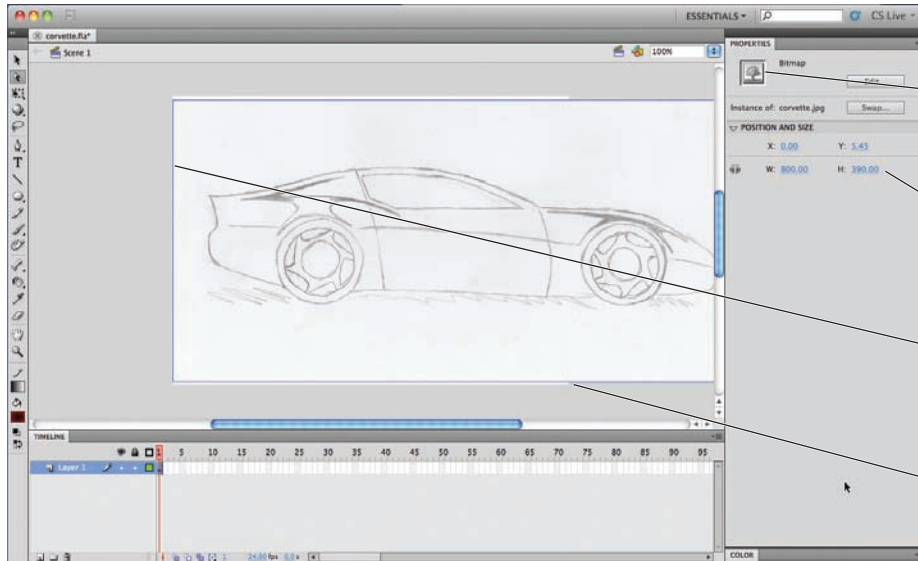 ESSENTIALS
CS Live
corvette.fla*
Scene 1
100%
PROPERTIES
Bitmap
Edit...
Instance of: corvette.jpg
Swap...
POSITION AND SIZE
X: 0.00 Y: 5.45
W: 800.00 H: 390.00
T
TIMELINE
1 5 10 15 20 25 30 35 40 45 50 55 60 65 70 75 80 85 90 95
Layer 1
1 24.00 fps 0.0 s
COLOR